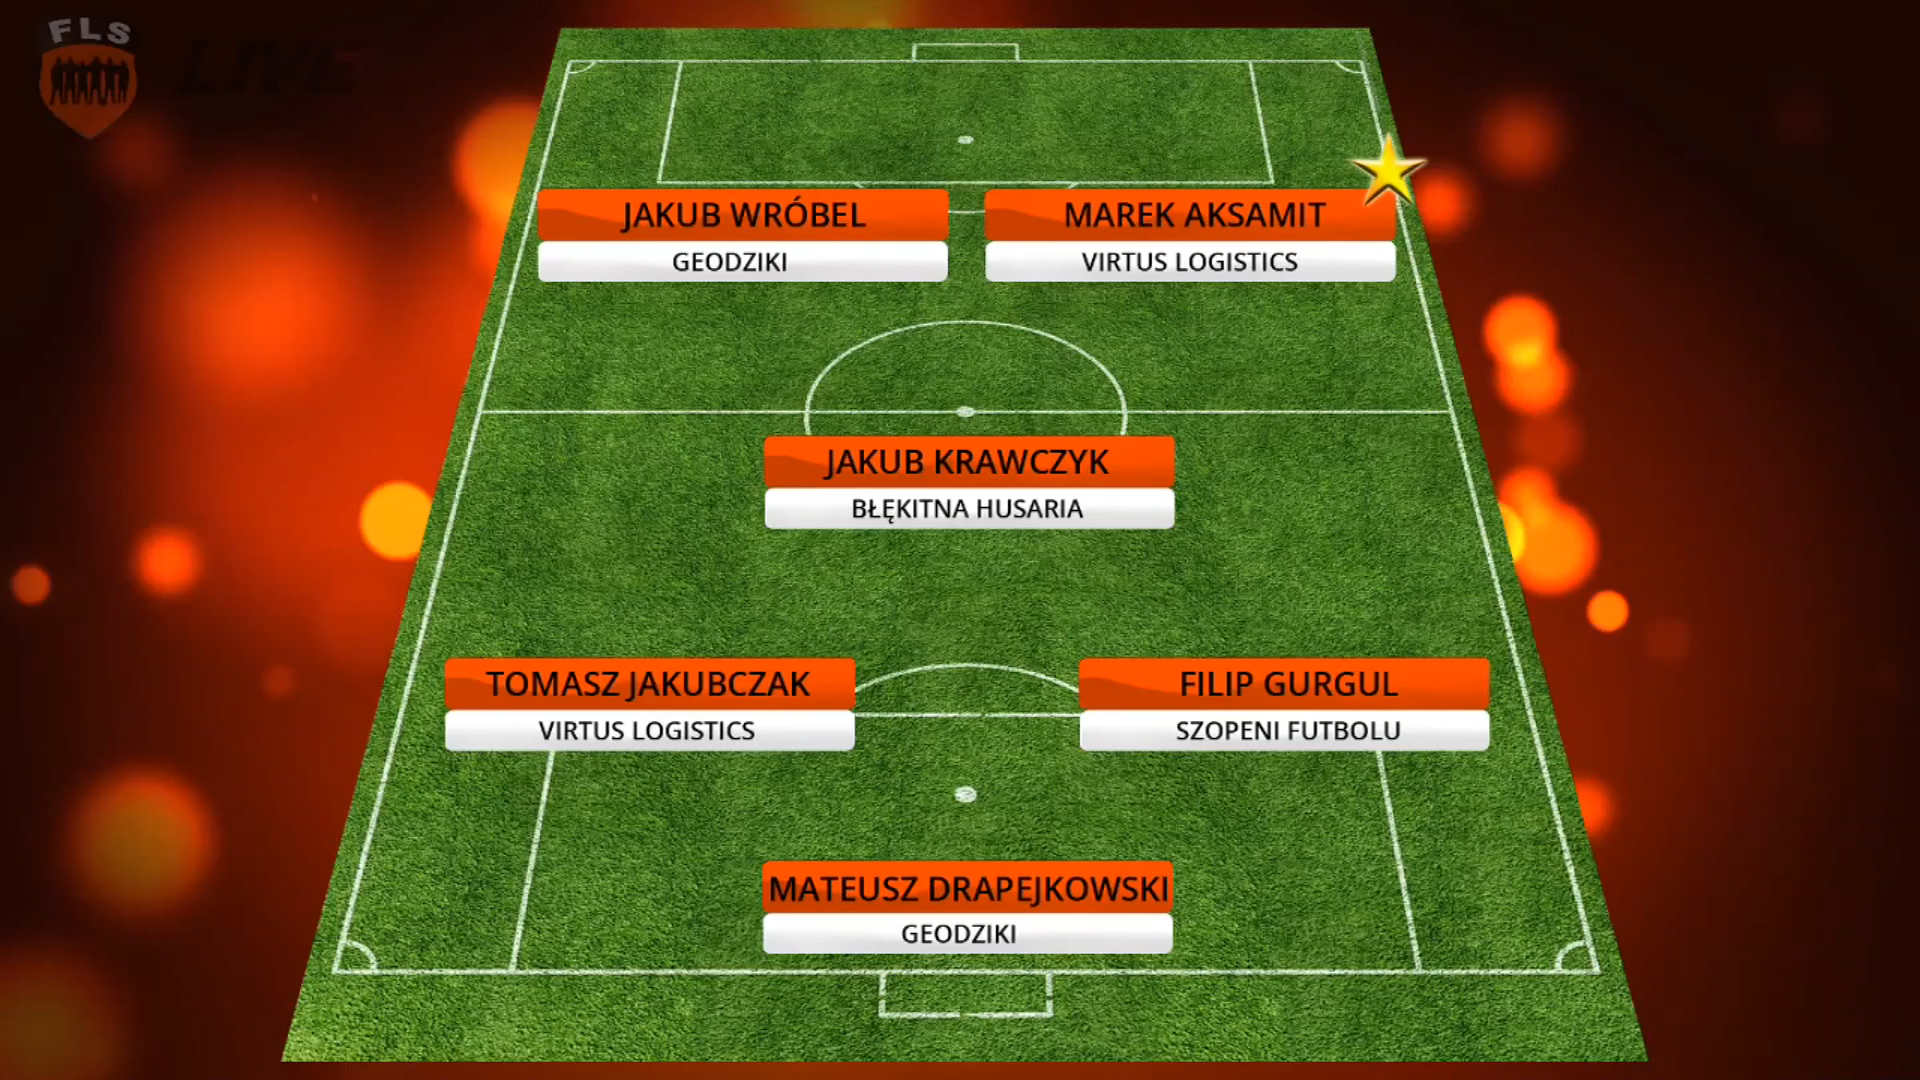 FLS
LIVE
JAKUB WRÓBEL
GEODZIKI
MAREK AKSAMIT
VIRTUS LOGISTICS
JAKUB KRAWCZYK
BŁĘKITNA HUSARIA
TOMASZ JAKUBCZAK
VIRTUS LOGISTICS
FILIP GURGUL
SZOPENI FUTBOLU
MATEUSZ DRAPEJKOWSKI
GEODZIKI